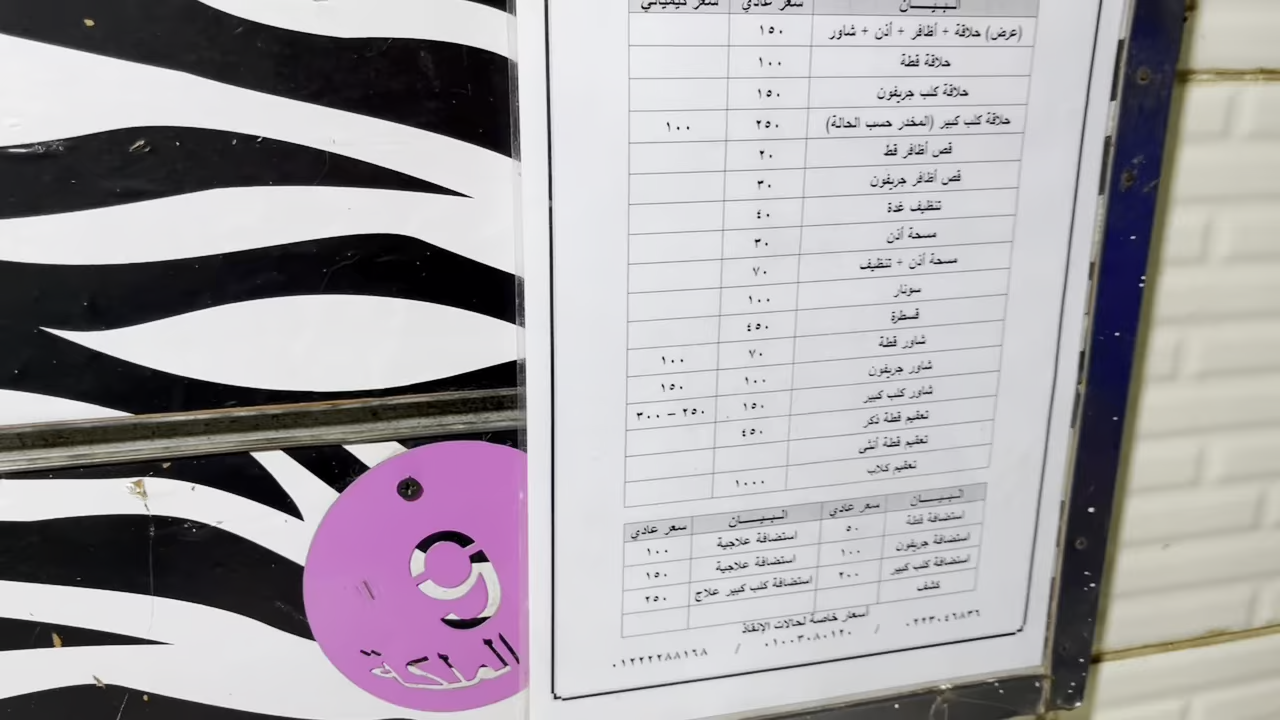 البيـــــان سعر عادي سعر كيميائي
(عرض) حلاقة + أظافر + أذن + شاور ١٥٠
حلاقة قطة ١٠٠
حلاقة كلب جريفون ١٥٠
حلاقة كلب كبير (المخدر حسب الحالة) ٢٥٠ ١٠٠
قص أظافر قط ٢٠
قص أظافر جريفون ٣٠
تنظيف غدة ٤٠
مسحة أذن ٣٠
مسحة أذن + تنظيف ٧٠
سونار ١٠٠
قسطرة ٤٥٠
شاور قطة ٧٠ ١٠٠
شاور جريفون ١٠٠ ١٥٠
شاور كلب كبير ١٥٠ ٢٥٠ – ٣٠٠
تعقيم قطة ذكر ٤٥٠
تعقيم قطة أنثى
تعقيم كلاب ١٠٠٠
البيـــــان سعر عادي البيـــــان سعر عادي
استضافة قطة ٥٠ استضافة علاجية ١٠٠
استضافة جريفون ١٠٠ استضافة علاجية ١٥٠
استضافة كلب كبير ٢٠٠ استضافة كلب كبير علاج ٢٥٠
كشف
أسعار خاصة لحالات الإنقاذ
٠٢٢٣٠٤٦٨٣٦ / ٠١٠٠٣٠٨٠١٢٠ / ٠١٢٢٢٢٨٨١٦٨
و
الملكة